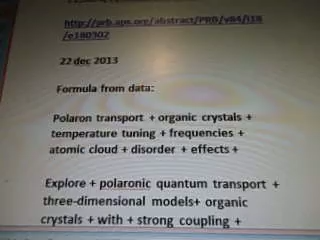 http://prb.aps.org/abstract/PRB/v84/i18
/e180302
22 dec 2013
Formula from data:
Polaron transport + organic crystals +
temperature tuning + frequencies +
atomic cloud + disorder + effects +
Explore + polaronic quantum transport +
three-dimensional models+ organic
crystals + with + strong coupling +